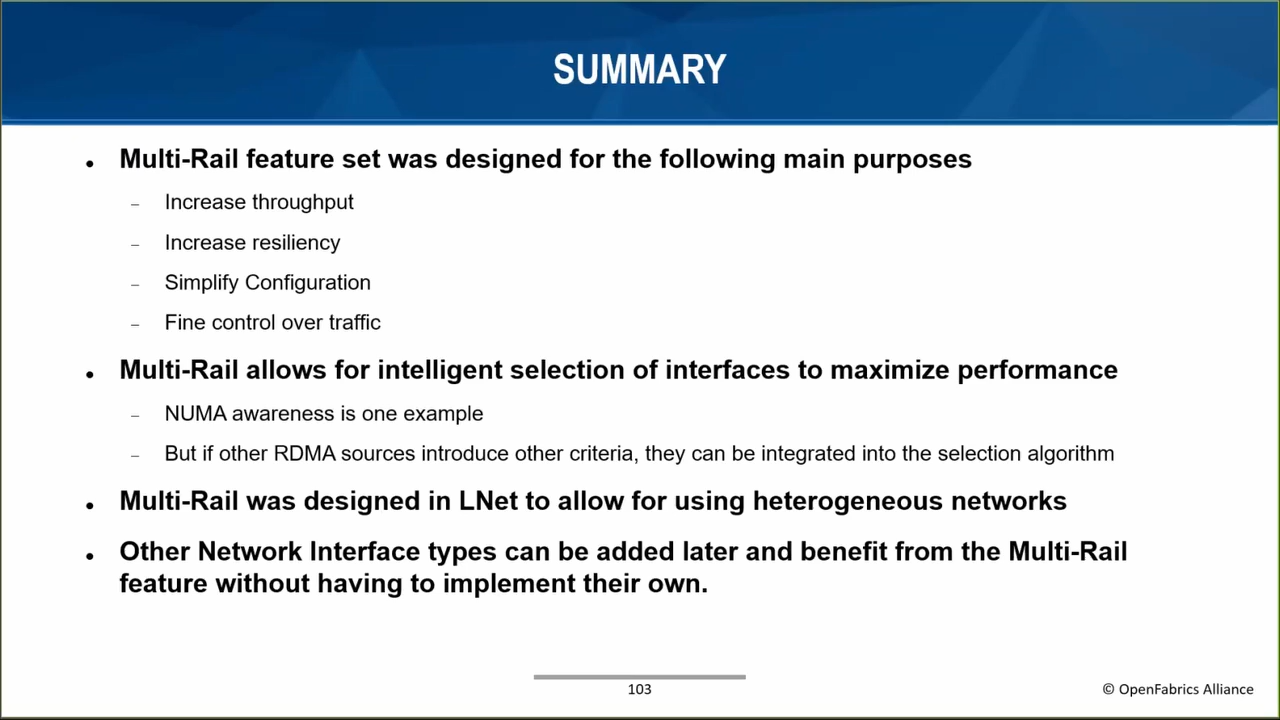 SUMMARY
• Multi-Rail feature set was designed for the following main purposes
– Increase throughput
– Increase resiliency
– Simplify Configuration
– Fine control over traffic
• Multi-Rail allows for intelligent selection of interfaces to maximize performance
– NUMA awareness is one example
– But if other RDMA sources introduce other criteria, they can be integrated into the selection algorithm
• Multi-Rail was designed in LNet to allow for using heterogeneous networks
• Other Network Interface types can be added later and benefit from the Multi-Rail
feature without having to implement their own.
103
© OpenFabrics Alliance